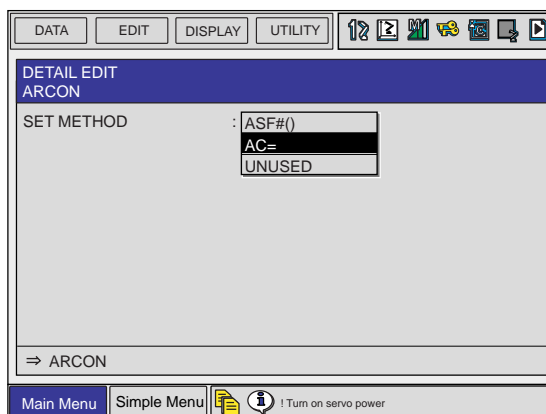 DATA EDIT DISPLAY UTILITY
DETAIL EDIT
ARCON
SET METHOD : ASF#()
AC=
UNUSED
⇒ ARCON
Main Menu Simple Menu ! Turn on servo power